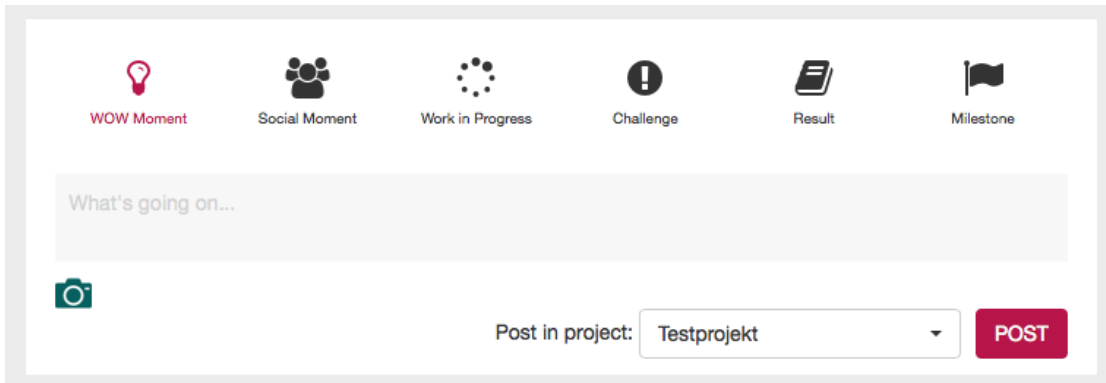 WOW Moment Social Moment Work in Progress Challenge Result Milestone
What's going on...
Post in project: Testprojekt POST